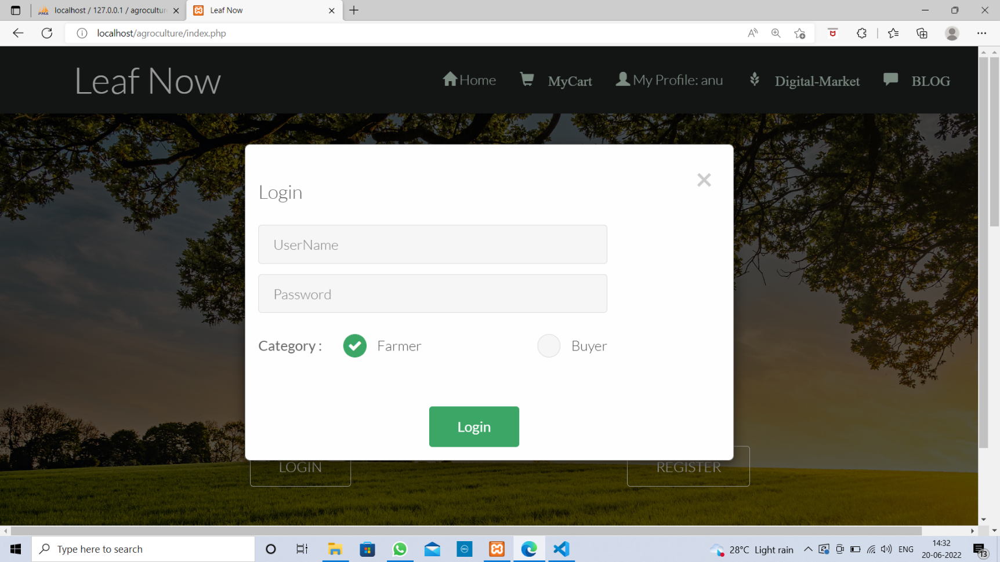 localhost / 127.0.0.1 / agrocultur
Leaf Now
localhost/agroculture/index.php
Leaf Now
Home
MyCart
My Profile: anu
Digital-Market
BLOG
Login
UserName
Password
Category :
Farmer
Buyer
Login
LOGIN
REGISTER
Type here to search
28°C Light rain
ENG
14:32
20-06-2022
13